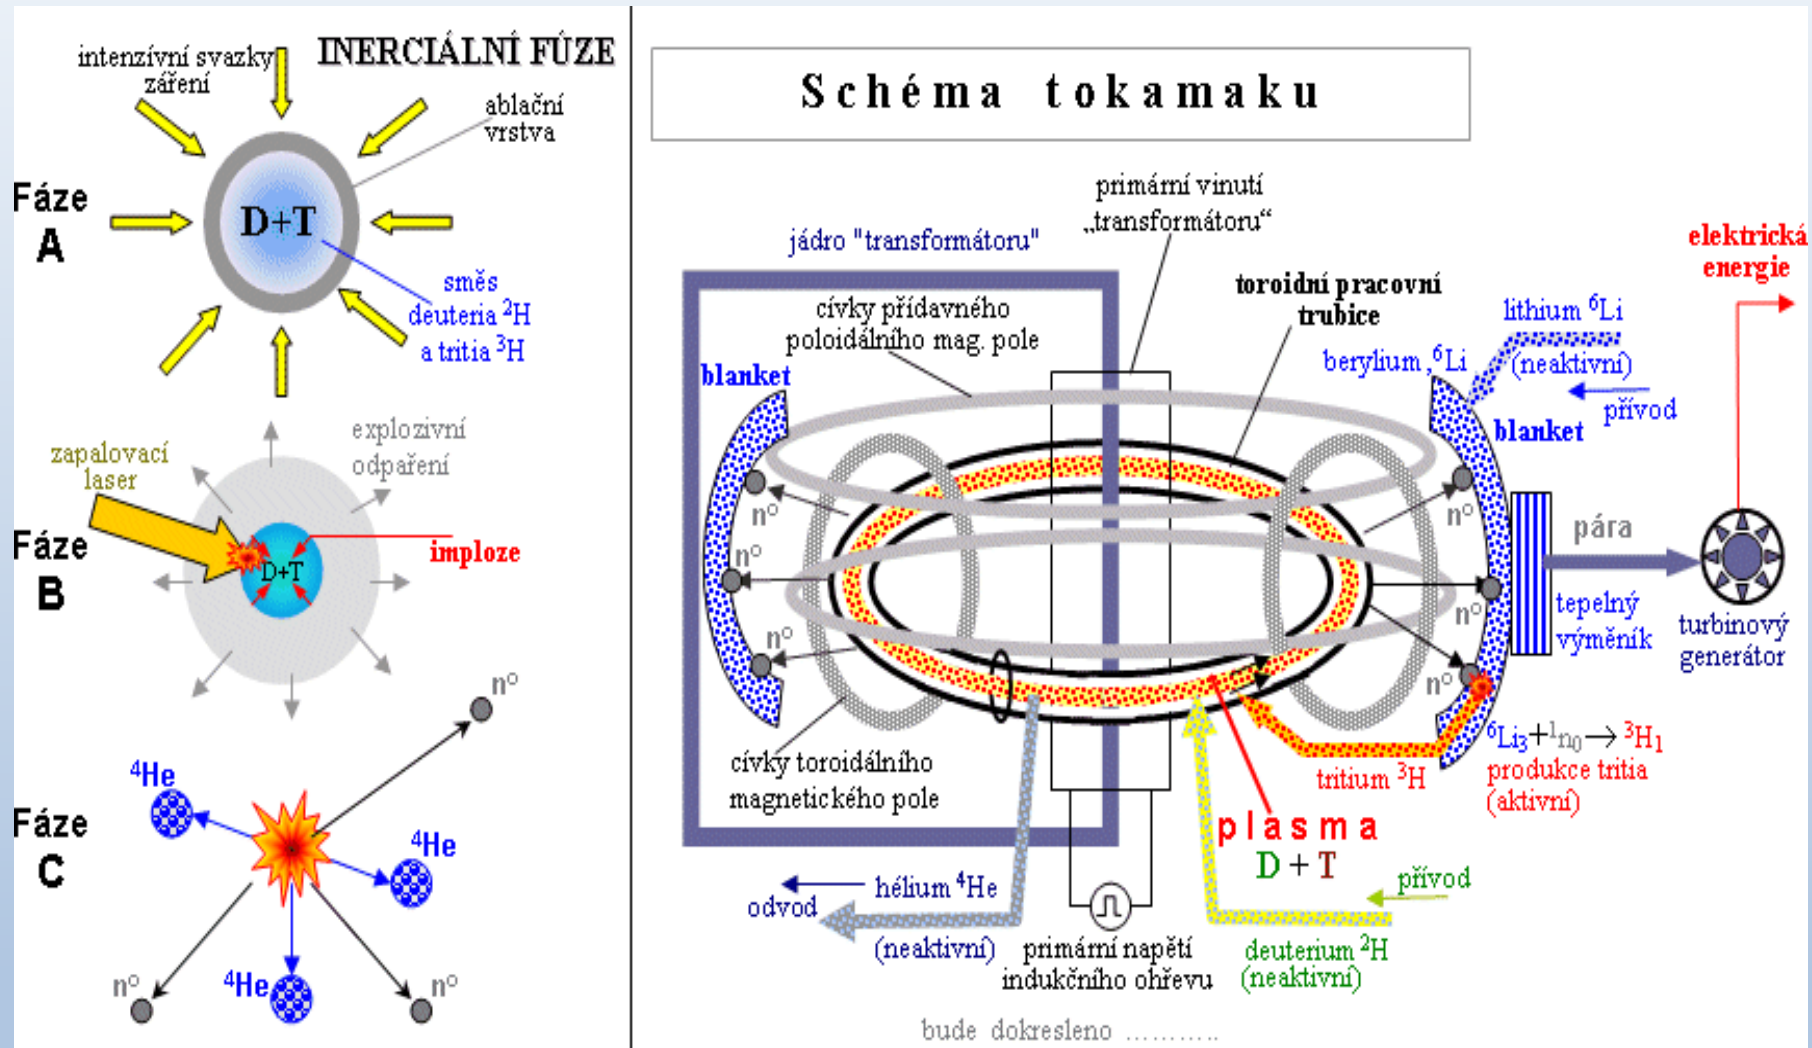 INERCIÁLNÍ FÚZE
intenzívní svazky
záření
ablační
vrstva
Fáze
A
D+T
směs
deuteria ²H
a tritia ³H
zapalovací
laser
explozivní
odpaření
Fáze
B
D+T
imploze
n°
⁴He
Fáze
C
⁴He
⁴He
n°
n°
Schéma tokamaku
primární vinutí
„transformátoru“
jádro "transformátoru"
elektrická
energie
cívky přídavného
poloidálního mag. pole
toroidní pracovní
trubice
lithium ⁶Li
(neaktivní)
berylium ,⁶Li
přívod
blanket
blanket
n°
n°
n°
n°
n°
n°
pára
tepelný
výměník
turbinový
generátor
cívky toroidálního
magnetického pole
⁶Li₃+¹n₀→ ³H₁
produkce tritia
(aktivní)
tritium ³H
plasma
D + T
přívod
hélium ⁴He
odvod
(neaktivní)
primární napětí
indukčního ohřevu
deuterium ²H
(neaktivní)
bude dokresleno ...........